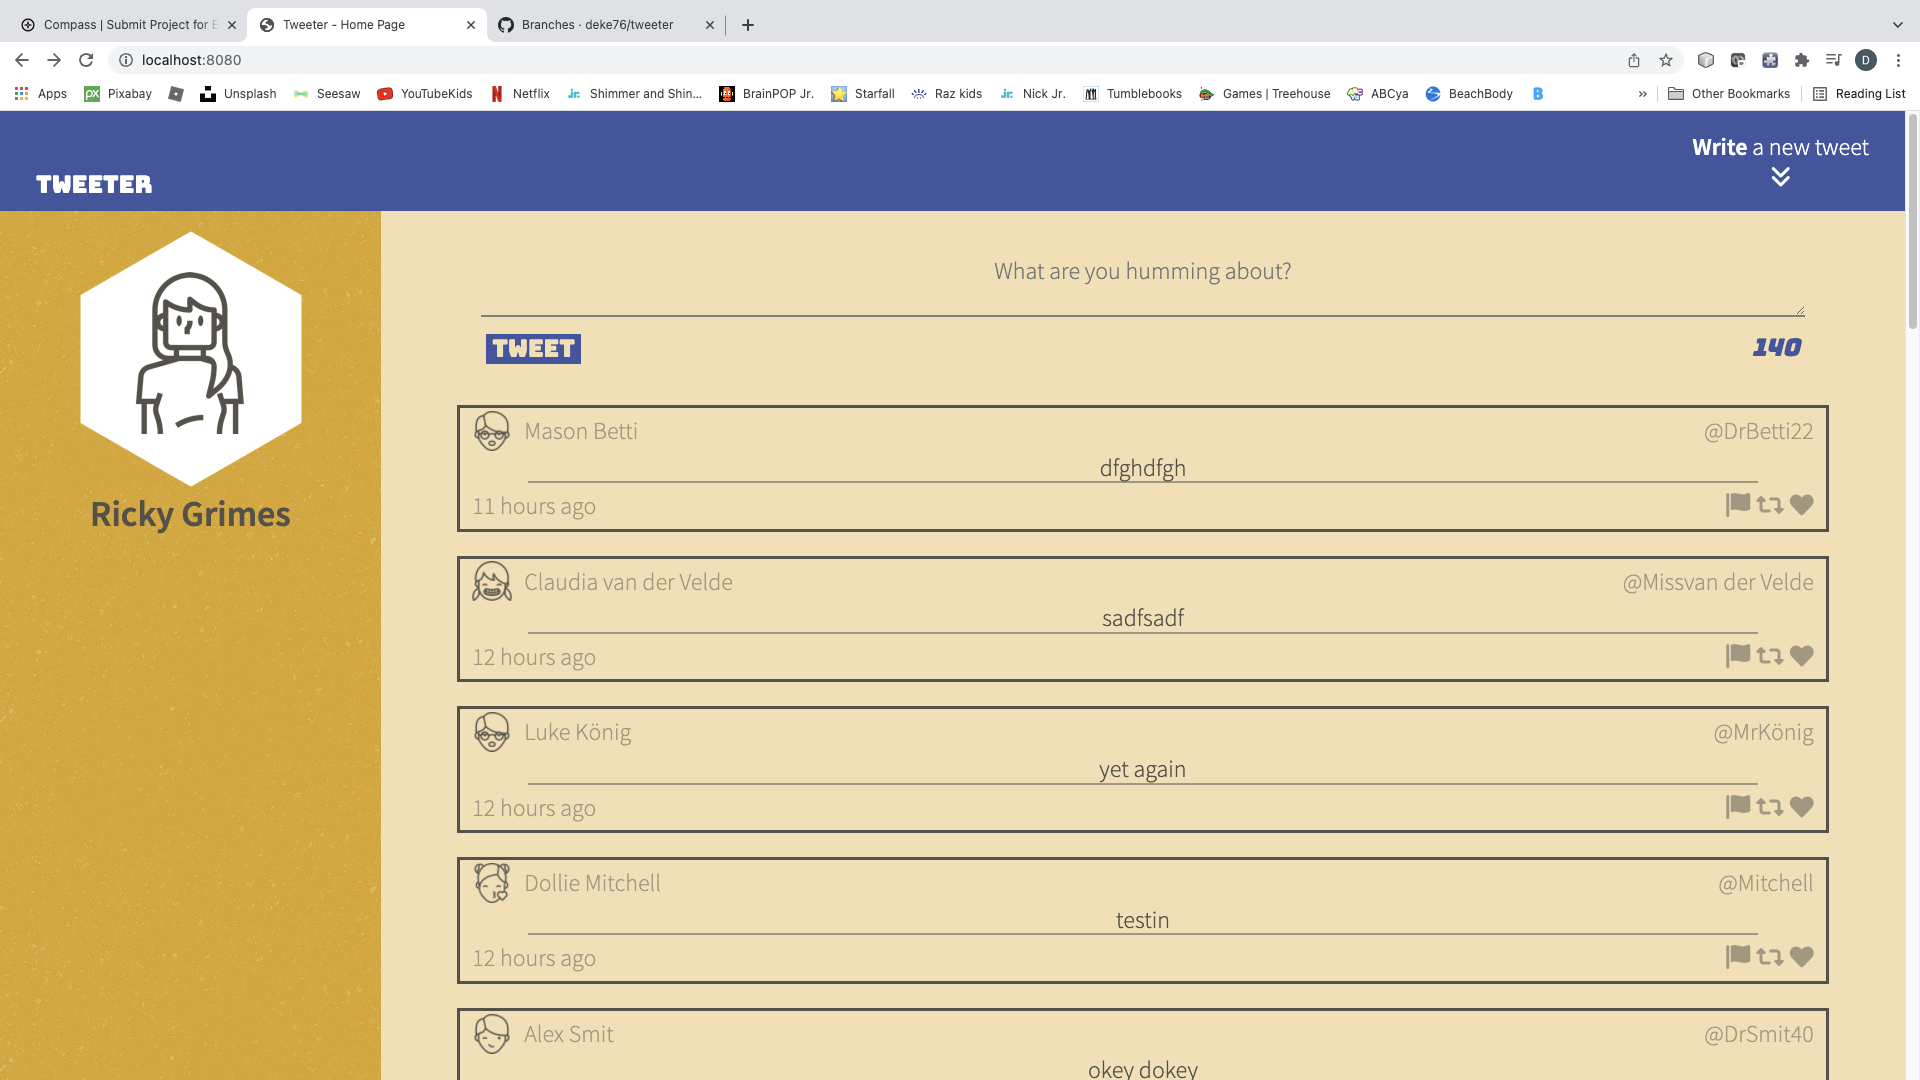 Compass | Submit Project for E
Tweeter - Home Page
Branches · deke76/tweeter
localhost:8080
D
Apps
Pixabay
Unsplash
Seesaw
YouTubeKids
Netflix
Shimmer and Shin...
BrainPOP Jr.
Starfall
Raz kids
Nick Jr.
Tumblebooks
Games | Treehouse
ABCya
BeachBody
»
Other Bookmarks
Reading List
TWEETER
Write a new tweet
Ricky Grimes
What are you humming about?
TWEET
140
Mason Betti
@DrBetti22
dfghdfgh
11 hours ago
Claudia van der Velde
@Missvan der Velde
sadfsadf
12 hours ago
Luke König
@MrKönig
yet again
12 hours ago
Dollie Mitchell
@Mitchell
testin
12 hours ago
Alex Smit
@DrSmit40
okey dokey